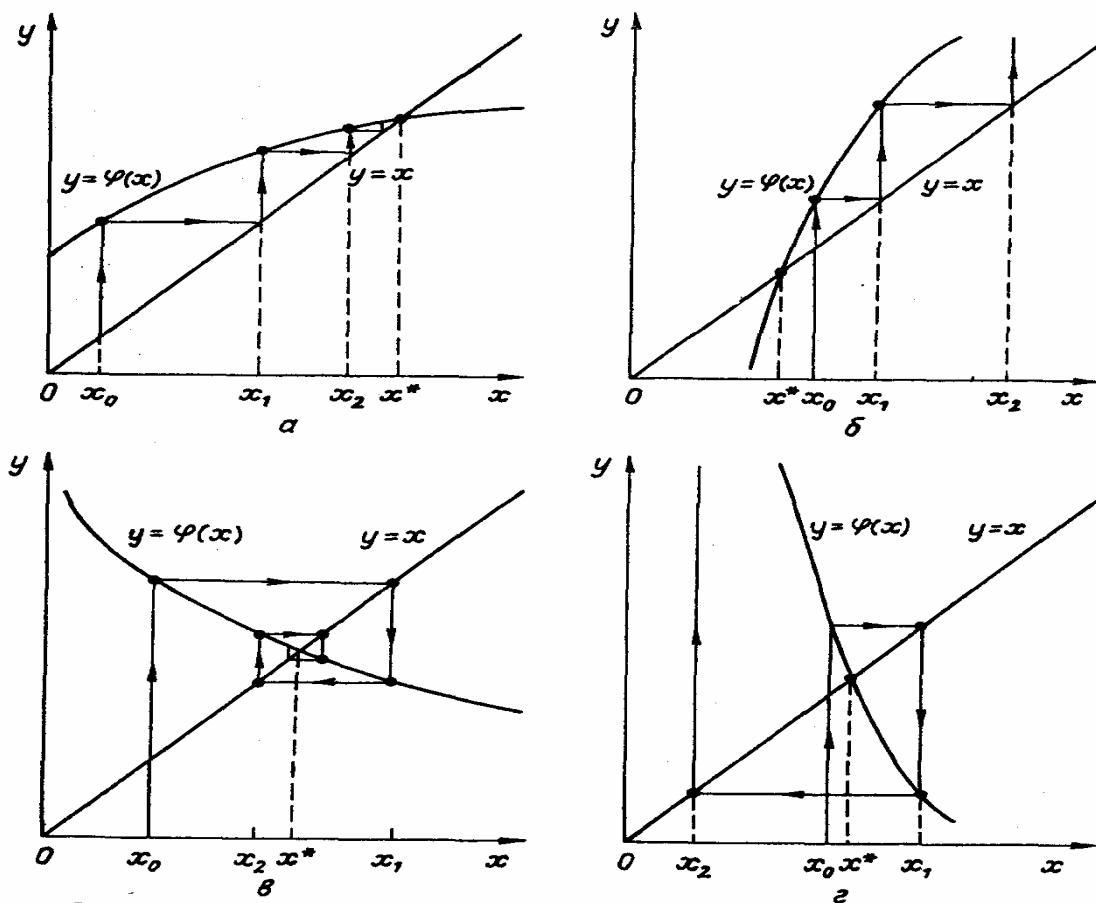 y
y = φ(x)
y = x
0 x₀ x₁ x₂ x* x
а
y
y = φ(x)
y = x
0 x* x₀ x₁ x₂ x
б
y
y = φ(x)
y = x
0 x₀ x₂ x* x₁ x
в
y
y = φ(x)
y = x
0 x₂ x₀ x* x₁ x
г